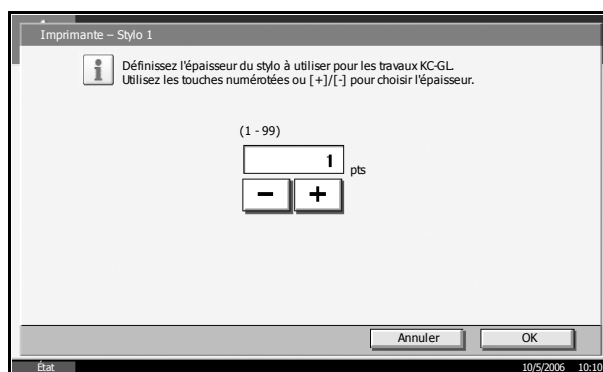 Imprimante – Stylo 1
Définissez l'épaisseur du stylo à utiliser pour les travaux KC-GL.
Utilisez les touches numérotées ou [+]/[-] pour choisir l'épaisseur.
(1 - 99)
1
pts
− +
Annuler OK
État 10/5/2006 10:10